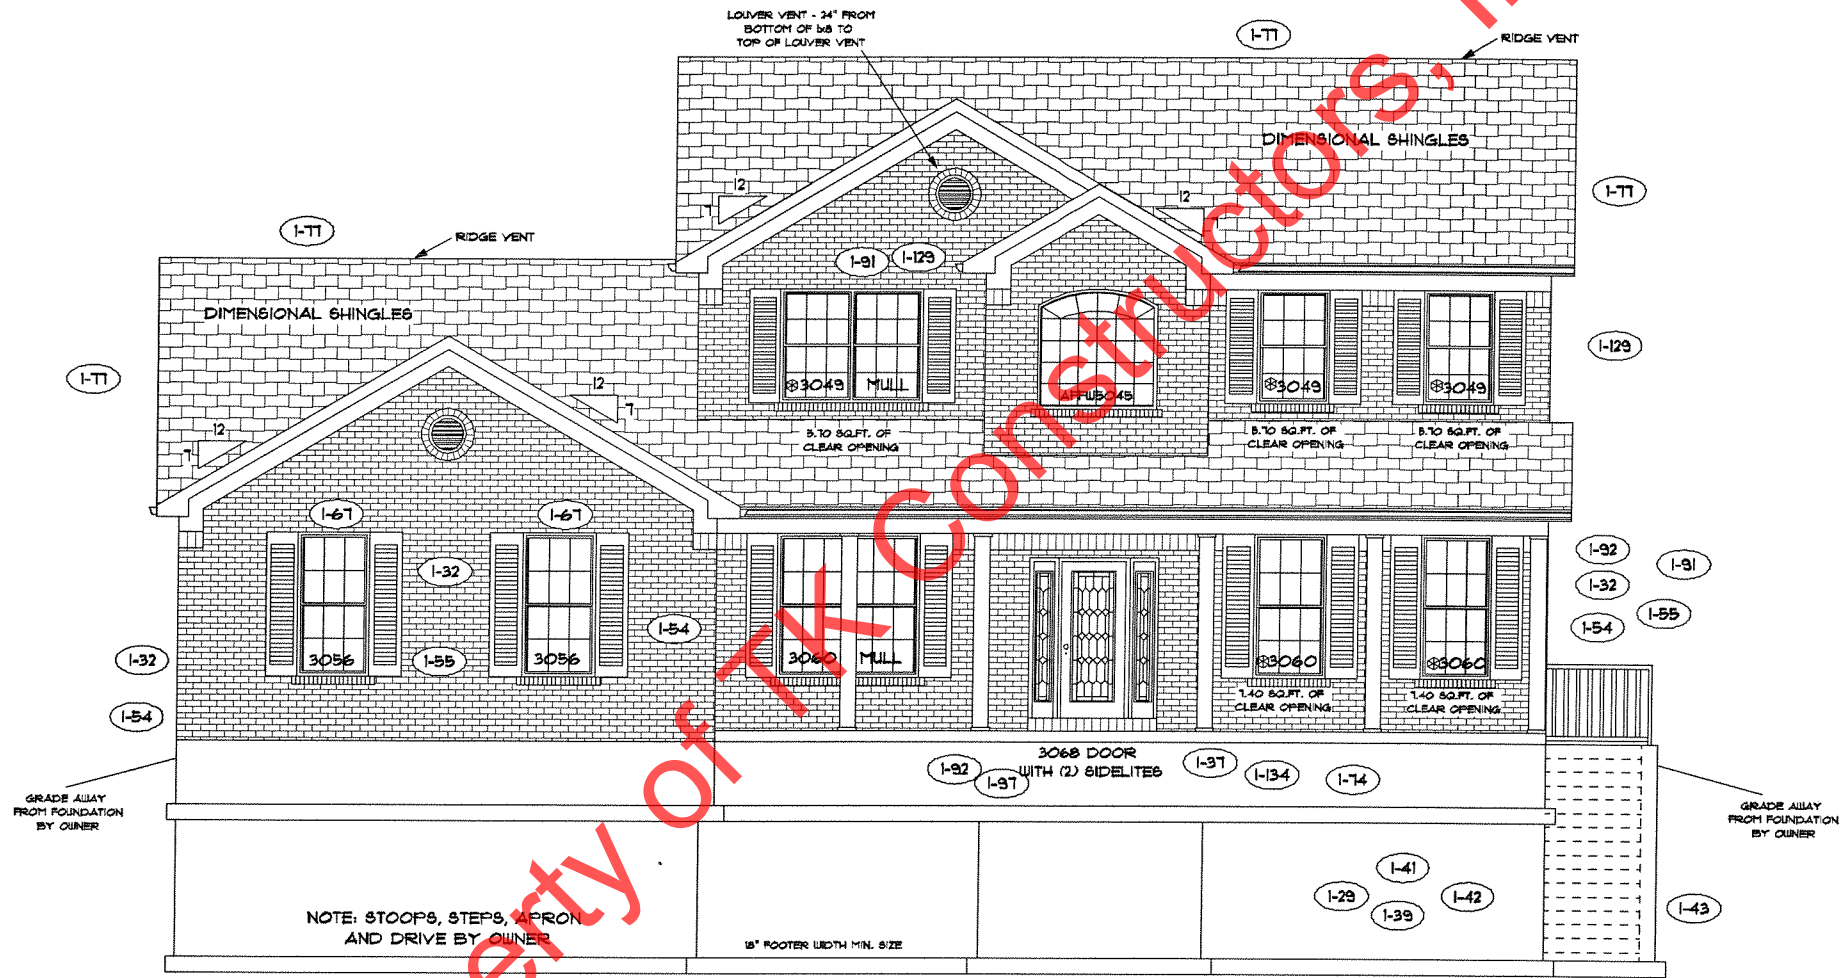 LOUVER VENT - 24" FROM
BOTTOM OF 1x8 TO
TOP OF LOUVER VENT
1-77
RIDGE VENT
DIMENSIONAL SHINGLES
12
7
12
7
1-77
1-77
RIDGE VENT
1-91
1-129
DIMENSIONAL SHINGLES
1-129
1-77
3049
MULL
AFFW5045
3049
3049
12
7
12
7
5.70 SQ.FT. OF
CLEAR OPENING
5.70 SQ.FT. OF
CLEAR OPENING
5.70 SQ.FT. OF
CLEAR OPENING
1-67
1-67
1-32
1-92
1-91
1-32
1-55
1-54
1-54
1-32
3056
1-55
3056
3060
MULL
3060
3060
7.40 SQ.FT. OF
CLEAR OPENING
7.40 SQ.FT. OF
CLEAR OPENING
1-54
3068 DOOR
WITH (2) SIDELITES
1-92
1-97
1-37
1-134
1-74
GRADE AWAY
FROM FOUNDATION
BY OWNER
GRADE AWAY
FROM FOUNDATION
BY OWNER
1-41
1-29
1-42
1-39
1-43
NOTE: STOOPS, STEPS, APRON
AND DRIVE BY OWNER
18" FOOTER WIDTH MIN. SIZE
of TK Constructors,